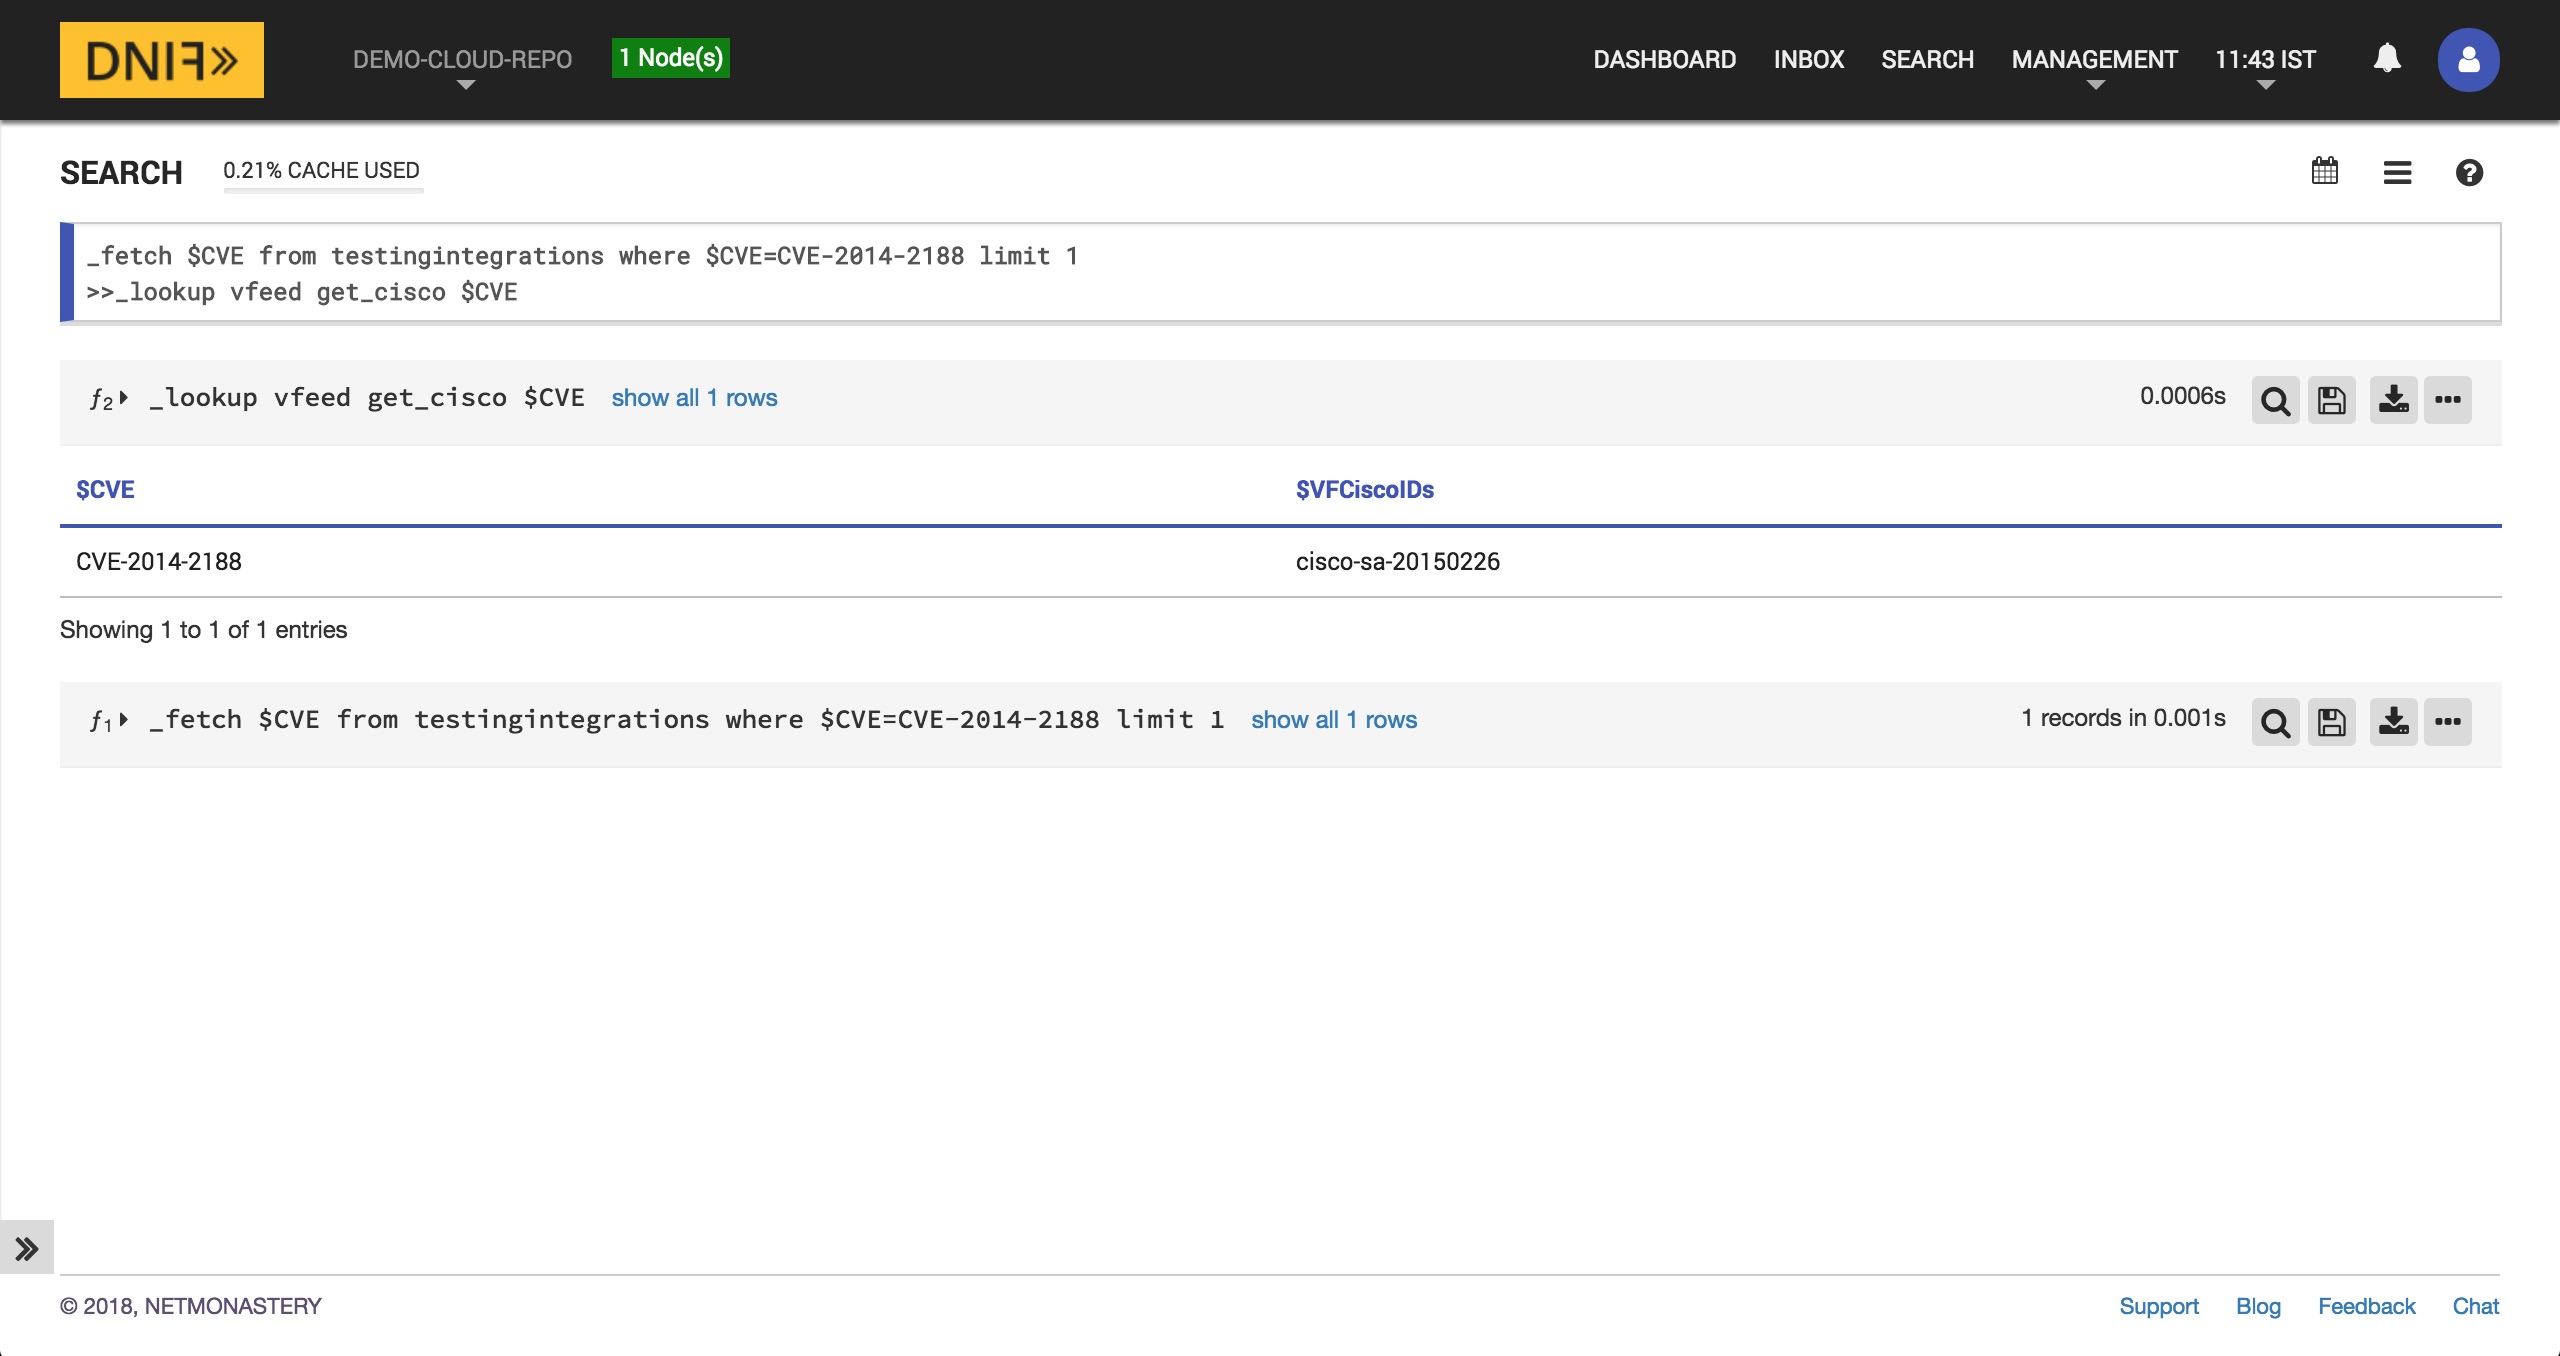 DNIF»
DEMO-CLOUD-REPO
1 Node(s)
DASHBOARD INBOX SEARCH MANAGEMENT 11:43 IST
SEARCH 0.21% CACHE USED
_fetch $CVE from testingintegrations where $CVE=CVE-2014-2188 limit 1
>>_lookup vfeed get_cisco $CVE
f2 _lookup vfeed get_cisco $CVE show all 1 rows 0.0006s
$CVE $VFCiscoIDs
CVE-2014-2188 cisco-sa-20150226
Showing 1 to 1 of 1 entries
f1 _fetch $CVE from testingintegrations where $CVE=CVE-2014-2188 limit 1 show all 1 rows 1 records in 0.001s
© 2018, NETMONASTERY
Support Blog Feedback Chat